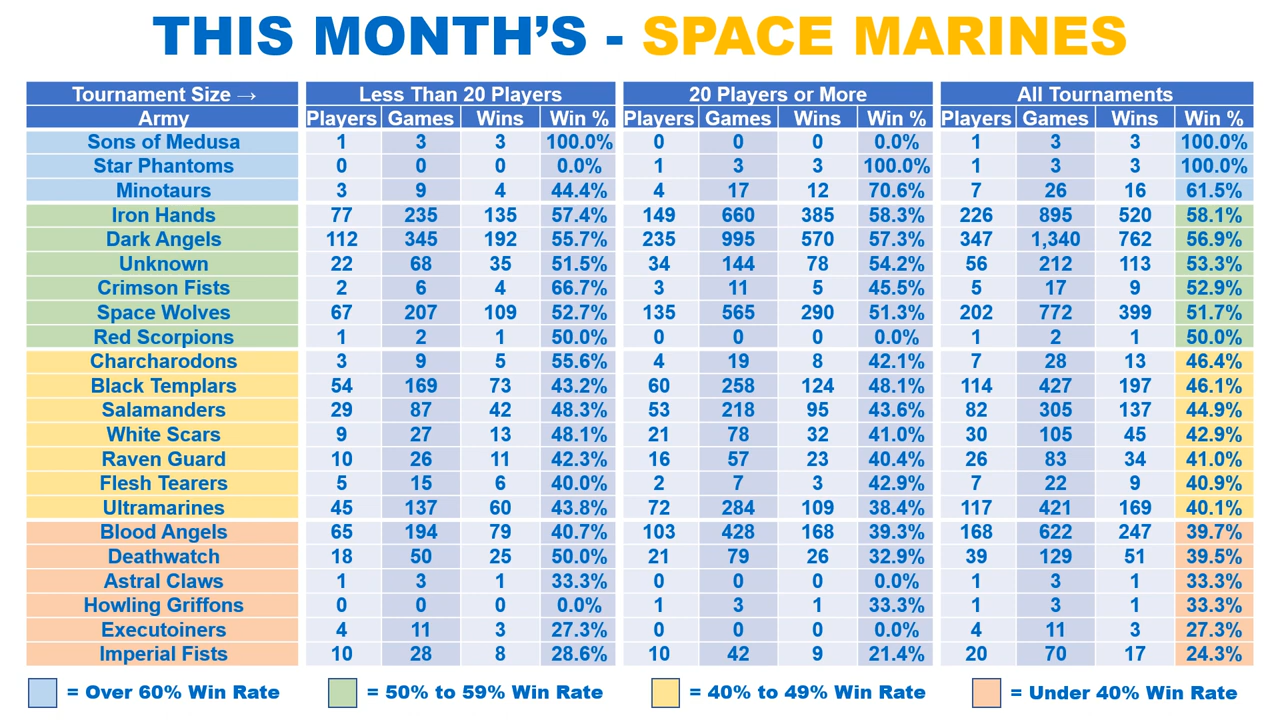 THIS MONTH'S - SPACE MARINES
Tournament Size → Less Than 20 Players 20 Players or More All Tournaments
Army Players Games Wins Win % Players Games Wins Win % Players Games Wins Win %
Sons of Medusa 1 3 3 100.0% 0 0 0 0.0% 1 3 3 100.0%
Star Phantoms 0 0 0 0.0% 1 3 3 100.0% 1 3 3 100.0%
Minotaurs 3 9 4 44.4% 4 17 12 70.6% 7 26 16 61.5%
Iron Hands 77 235 135 57.4% 149 660 385 58.3% 226 895 520 58.1%
Dark Angels 112 345 192 55.7% 235 995 570 57.3% 347 1,340 762 56.9%
Unknown 22 68 35 51.5% 34 144 78 54.2% 56 212 113 53.3%
Crimson Fists 2 6 4 66.7% 3 11 5 45.5% 5 17 9 52.9%
Space Wolves 67 207 109 52.7% 135 565 290 51.3% 202 772 399 51.7%
Red Scorpions 1 2 1 50.0% 0 0 0 0.0% 1 2 1 50.0%
Charcharodons 3 9 5 55.6% 4 19 8 42.1% 7 28 13 46.4%
Black Templars 54 169 73 43.2% 60 258 124 48.1% 114 427 197 46.1%
Salamanders 29 87 42 48.3% 53 218 95 43.6% 82 305 137 44.9%
White Scars 9 27 13 48.1% 21 78 32 41.0% 30 105 45 42.9%
Raven Guard 10 26 11 42.3% 16 57 23 40.4% 26 83 34 41.0%
Flesh Tearers 5 15 6 40.0% 2 7 3 42.9% 7 22 9 40.9%
Ultramarines 45 137 60 43.8% 72 284 109 38.4% 117 421 169 40.1%
Blood Angels 65 194 79 40.7% 103 428 168 39.3% 168 622 247 39.7%
Deathwatch 18 50 25 50.0% 21 79 26 32.9% 39 129 51 39.5%
Astral Claws 1 3 1 33.3% 0 0 0 0.0% 1 3 1 33.3%
Howling Griffons 0 0 0 0.0% 1 3 1 33.3% 1 3 1 33.3%
Executoiners 4 11 3 27.3% 0 0 0 0.0% 4 11 3 27.3%
Imperial Fists 10 28 8 28.6% 10 42 9 21.4% 20 70 17 24.3%
= Over 60% Win Rate = 50% to 59% Win Rate = 40% to 49% Win Rate = Under 40% Win Rate